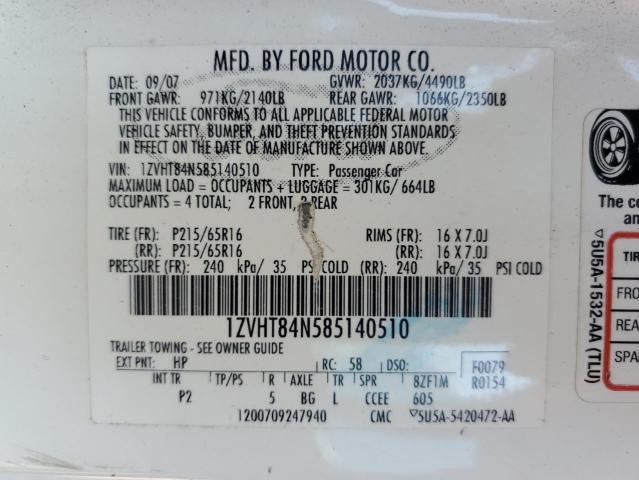 MFD. BY FORD MOTOR CO.
DATE: 09/07 GVWR: 2037KG/4490LB
FRONT GAWR: 971KG/2140LB REAR GAWR: 1066KG/2350LB
THIS VEHICLE CONFORMS TO ALL APPLICABLE FEDERAL MOTOR
VEHICLE SAFETY, BUMPER, AND THEFT PREVENTION STANDARDS
IN EFFECT ON THE DATE OF MANUFACTURE SHOWN ABOVE.
VIN: 1ZVHT84N585140510 TYPE: Passenger Car
MAXIMUM LOAD = OCCUPANTS + LUGGAGE = 301KG/ 664LB
OCCUPANTS = 4 TOTAL; 2 FRONT, 2 REAR
TIRE (FR): P215/65R16 RIMS (FR): 16 X 7.0J
(RR): P215/65R16 (RR): 16 X 7.0J
PRESSURE (FR): 240 kPa/ 35 PSI COLD (RR): 240 kPa/ 35 PSI COLD
1ZVHT84N585140510
TRAILER TOWING - SEE OWNER GUIDE
EXT PNT: HP RC: 58 DSO: F0079
INT TR TP/PS R AXLE TR SPR 8ZF1M R0154
P2 5 BG L CCEE 605
1200709247940 CMC ▽5U5A-5420472-AA
The co
an
▽5U5A-1532-AA (TLU)
TIR
FRO
REA
SPA